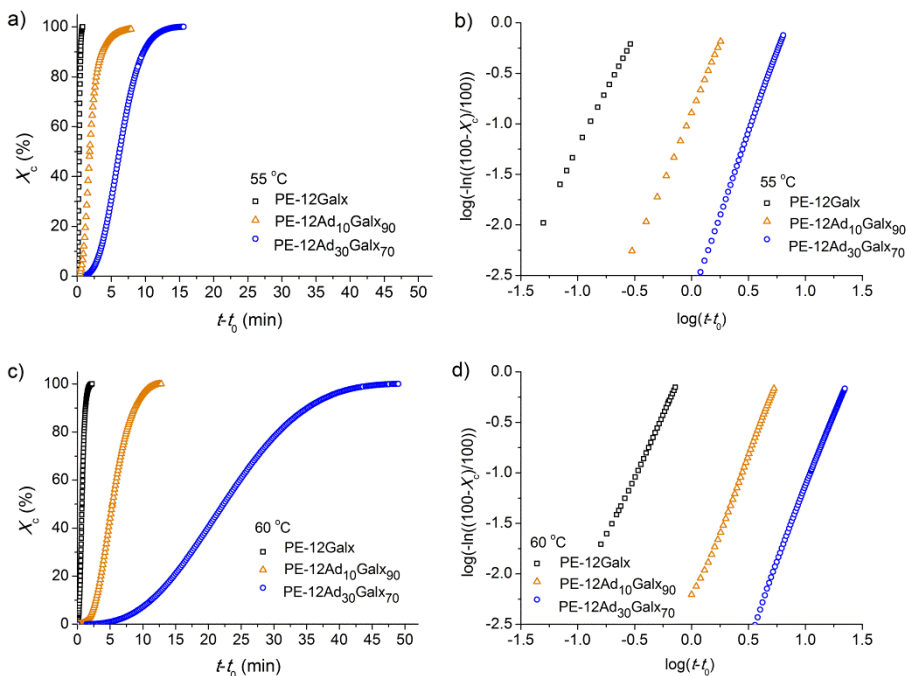 a)
X_c (%)
100
80
60
40
20
0
55 °C
PE-12Galx
PE-12Ad₁₀Galx₉₀
PE-12Ad₃₀Galx₇₀
0 5 10 15 20 25 30 35 40 45 50
t-t₀ (min)
b)
log(-ln((100-X_c)/100))
0.0
-0.5
-1.0
-1.5
-2.0
-2.5
55 °C
PE-12Galx
PE-12Ad₁₀Galx₉₀
PE-12Ad₃₀Galx₇₀
-1.5 -1.0 -0.5 0.0 0.5 1.0 1.5
log(t-t₀)
c)
X_c (%)
100
80
60
40
20
0
60 °C
PE-12Galx
PE-12Ad₁₀Galx₉₀
PE-12Ad₃₀Galx₇₀
0 5 10 15 20 25 30 35 40 45 50
t-t₀ (min)
d)
log(-ln((100-X_c)/100))
0.0
-0.5
-1.0
-1.5
-2.0
-2.5
60 °C
PE-12Galx
PE-12Ad₁₀Galx₉₀
PE-12Ad₃₀Galx₇₀
-1.5 -1.0 -0.5 0.0 0.5 1.0 1.5
log(t-t₀)